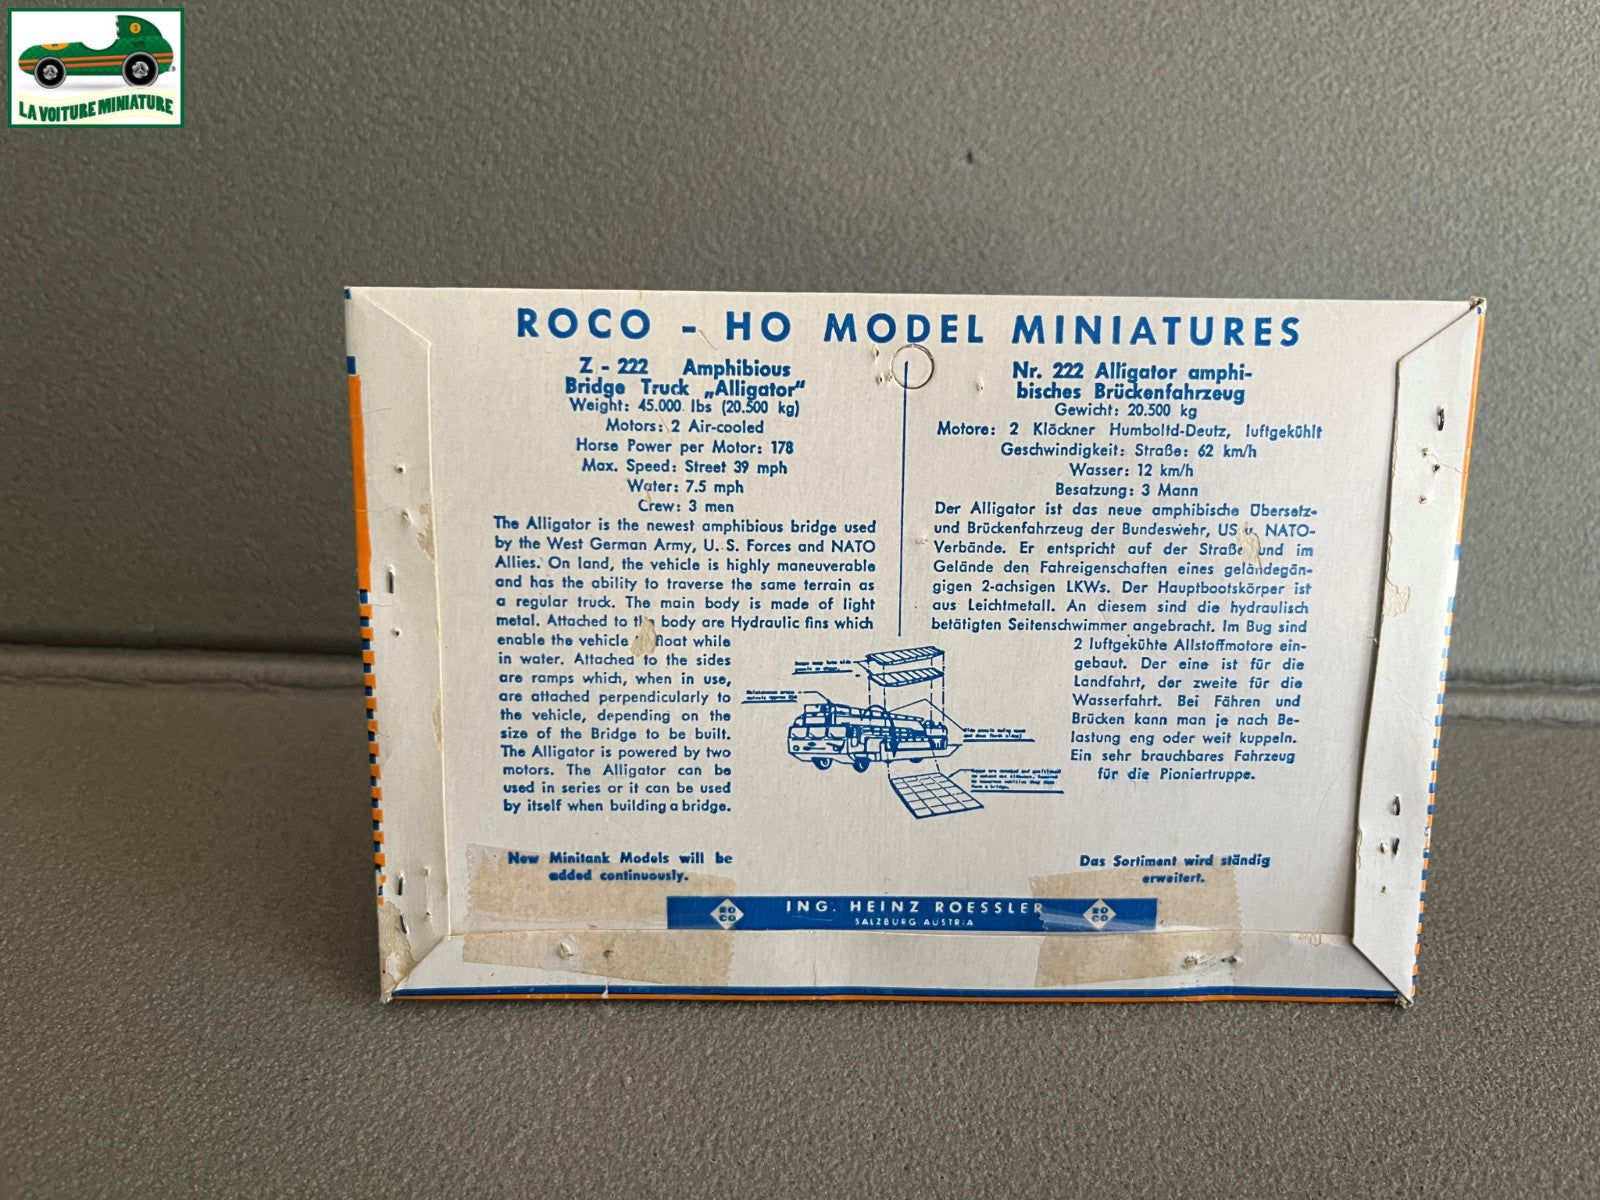 LA VOITURE MINIATURE
ROCO - HO MODEL MINIATURES
Z - 222 Amphibious
Bridge Truck „Alligator"
Weight: 45.000 lbs (20.500 kg)
Motors: 2 Air-cooled
Horse Power per Motor: 178
Max. Speed: Street 39 mph
Water: 7.5 mph
Crew: 3 men
The Alligator is the newest amphibious bridge used
by the West German Army, U. S. Forces and NATO
Allies. On land, the vehicle is highly maneuverable
and has the ability to traverse the same terrain as
a regular truck. The main body is made of light
metal. Attached to the body are Hydraulic fins which
enable the vehicle float while
in water. Attached to the sides
are ramps which, when in use,
are attached perpendicularly to
the vehicle, depending on the
size of the Bridge to be built.
The Alligator is powered by two
motors. The Alligator can be
used in series or it can be used
by itself when building a bridge.
New Minitank Models will be
added continuously.
Nr. 222 Alligator amphi-
bisches Brückenfahrzeug
Gewicht: 20.500 kg
Motore: 2 Klöckner Humboltd-Deutz, luftgekühlt
Geschwindigkeit: Straße: 62 km/h
Wasser: 12 km/h
Besatzung: 3 Mann
Der Alligator ist das neue amphibische Übersetz-
und Brückenfahrzeug der Bundeswehr, US u. NATO-
Verbände. Er entspricht auf der Straße und im
Gelände den Fahreigenschaften eines geländegän-
gigen 2-achsigen LKWs. Der Hauptbootskörper ist
aus Leichtmetall. An diesem sind die hydraulisch
betätigten Seitenschwimmer angebracht. Im Bug sind
2 luftgekühte Allstoffmotore ein-
gebaut. Der eine ist für die
Landfahrt, der zweite für die
Wasserfahrt. Bei Fähren und
Brücken kann man je nach Be-
lastung eng oder weit kuppeln.
Ein sehr brauchbares Fahrzeug
für die Pioniertruppe.
Das Sortiment wird ständig
erweitert.
ROCO
ING. HEINZ ROESSLER
SALZBURG AUSTRIA
ROCO